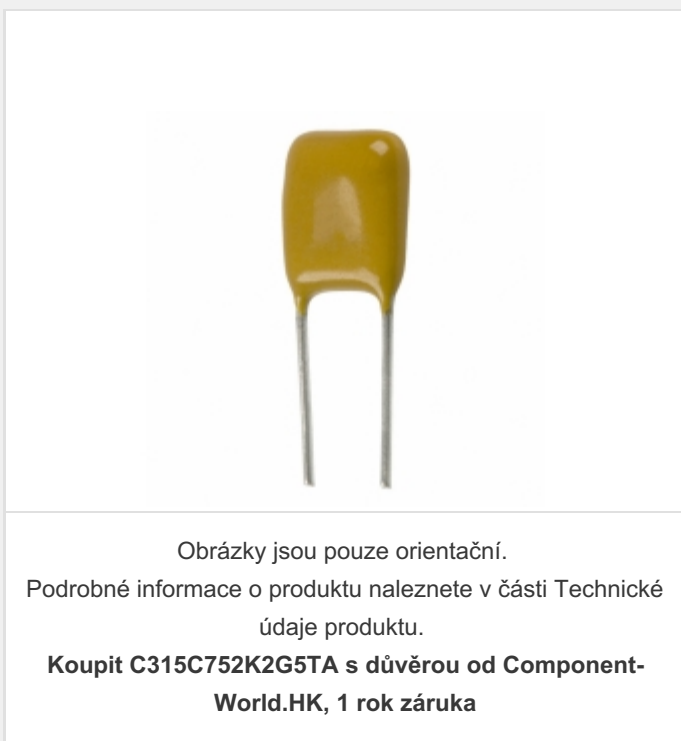 Obrázky jsou pouze orientační.
Podrobné informace o produktu naleznete v části Technické
údaje produktu.
Koupit C315C752K2G5TA s důvěrou od Component-
World.HK, 1 rok záruka